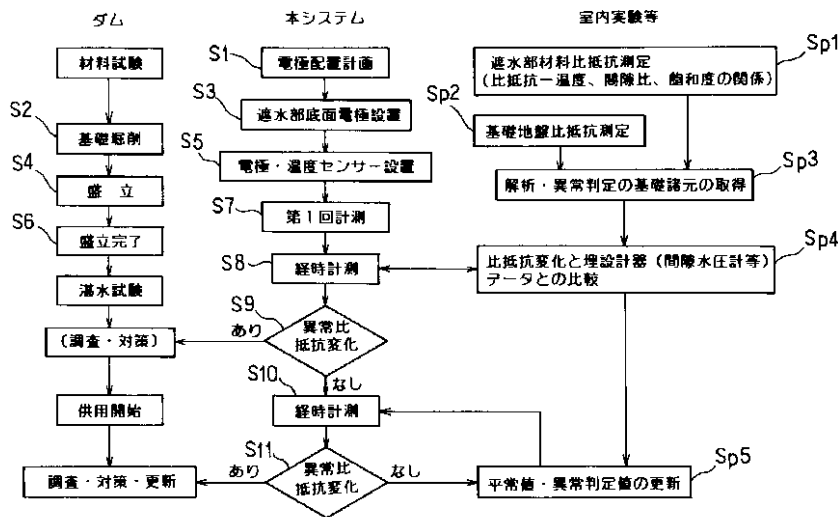 ダム
本システム
室内実験等
材料試験
S1
電極配置計画
Sp1
遮水部材料比抵抗測定
(比抵抗ー温度、間隙比、飽和度の関係)
S2
基礎堀削
S3
遮水部底面電極設置
Sp2
基礎地盤比抵抗測定
S4
盛 立
S5
電極・温度センサー設置
Sp3
解析・異常判定の基礎諸元の取得
S6
盛立完了
S7
第1回計測
湛水試験
S8
経時計測
Sp4
比抵抗変化と埋設計器(間隙水圧計等)
データとの比較
(調査・対策)
あり
S9
異常比
抵抗変化
なし
供用開始
S10
経時計測
調査・対策・更新
あり
S11
異常比
抵抗変化
なし
Sp5
平常値・異常判定値の更新